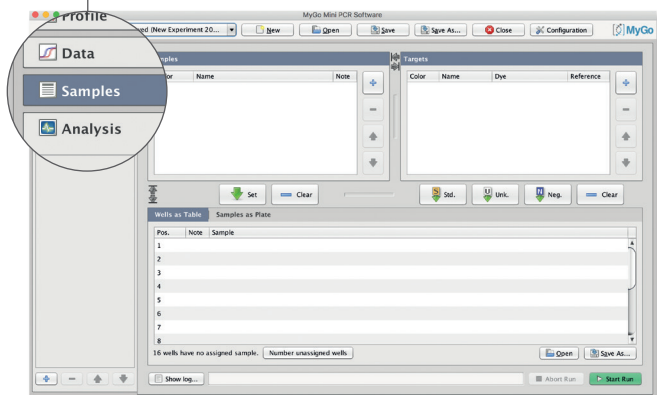 MyGo Mini PCR Software
Profile
Data
Samples
Analysis
ved (New Experiment 20... New Open Save Save As... Close Configuration MyGo
Name Note
Targets
Color Name Dye Reference
Set Clear Std. Unk. Neg. Clear
Wells as Table Samples as Plate
Pos. Note Sample
1
2
3
4
5
6
7
8
16 wells have no assigned sample. Number unassigned wells Open Save As...
Show log... Abort Run Start Run